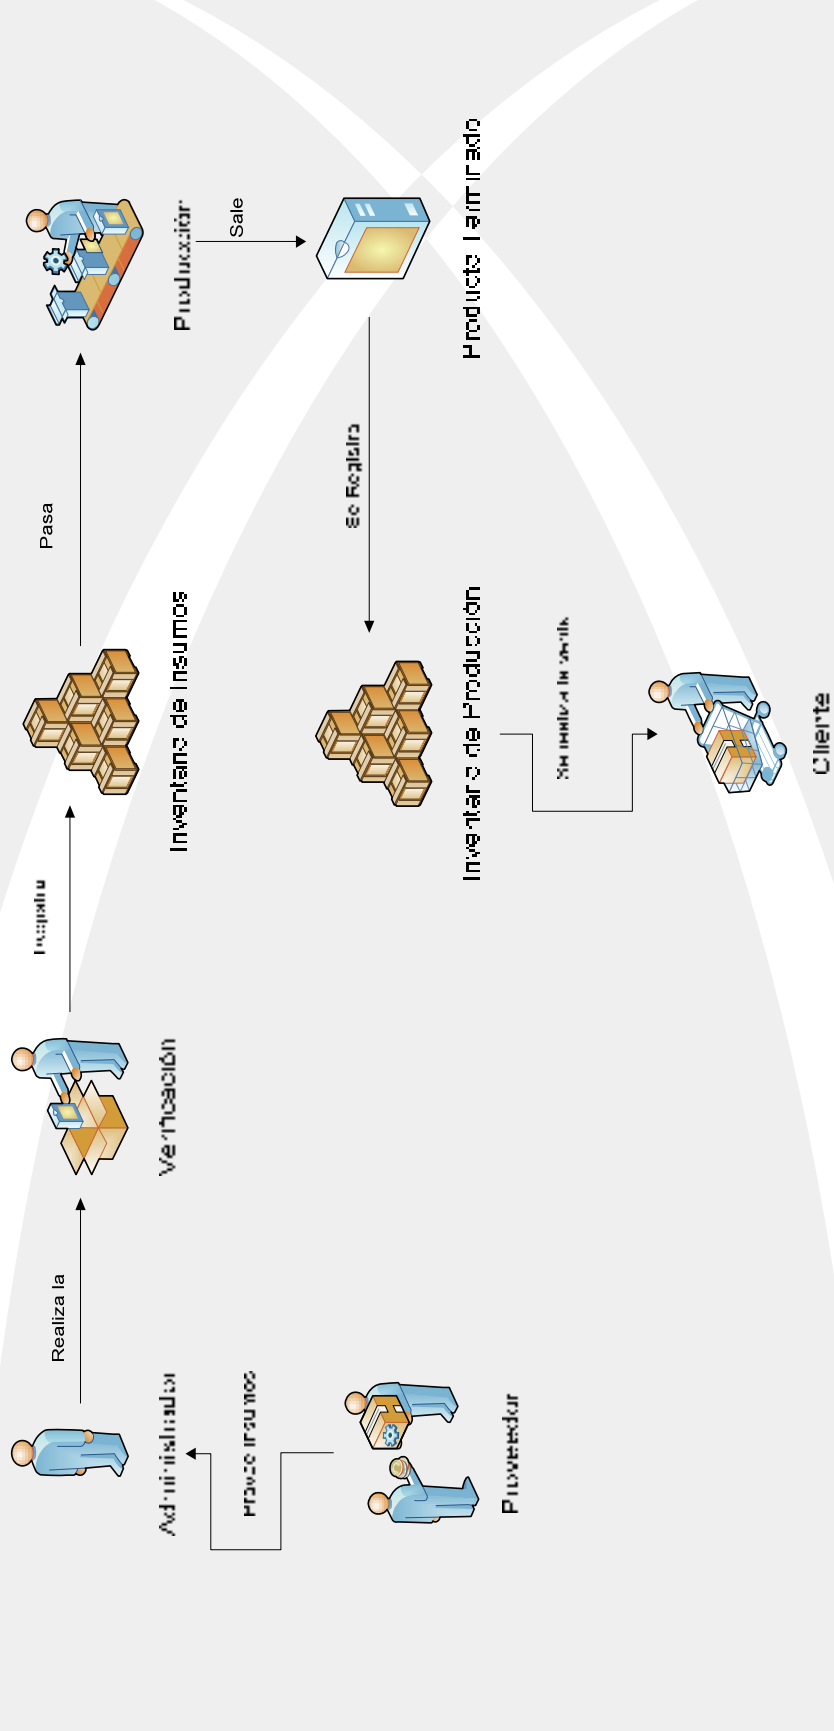 Administrador
Realiza la
Verificación
Inventario de Insumos
Pasa
Producción
Provee Insumos
Sale
Proveedor
Se Registra
Inventario de Producción
Producto Terminado
Se realiza la venta
Cliente